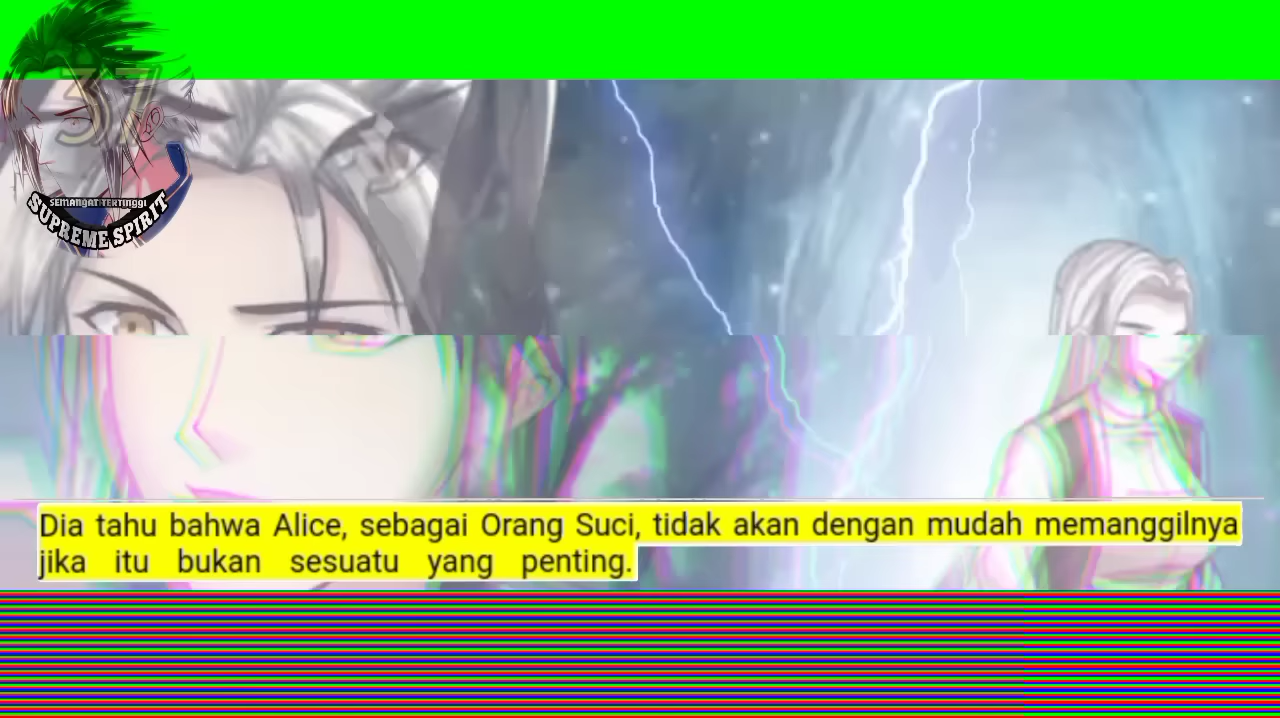 37
SEMANGAT TERTINGGI
SUPREME SPIRIT
Dia tahu bahwa Alice, sebagai Orang Suci, tidak akan dengan mudah memanggilnya
jika itu bukan sesuatu yang penting.